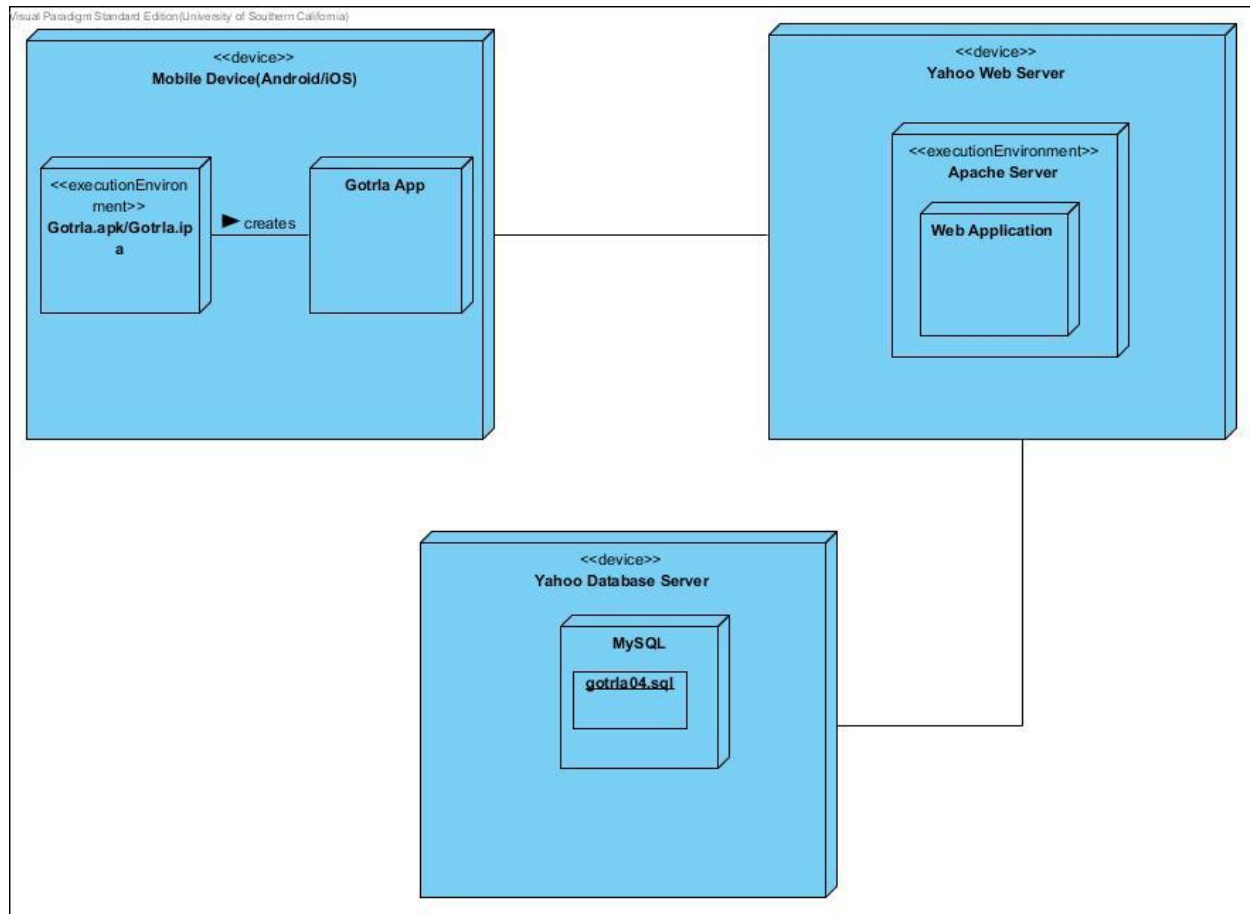 Visual Paradigm Standard Edition(University of Southern California)
<<device>>
Mobile Device(Android/iOS)
<<executionEnviron
ment>>
Gotrla.apk/Gotrla.ip
a
creates
Gotrla App
<<device>>
Yahoo Web Server
<<executionEnvironment>>
Apache Server
Web Application
<<device>>
Yahoo Database Server
MySQL
gotrla04.sql